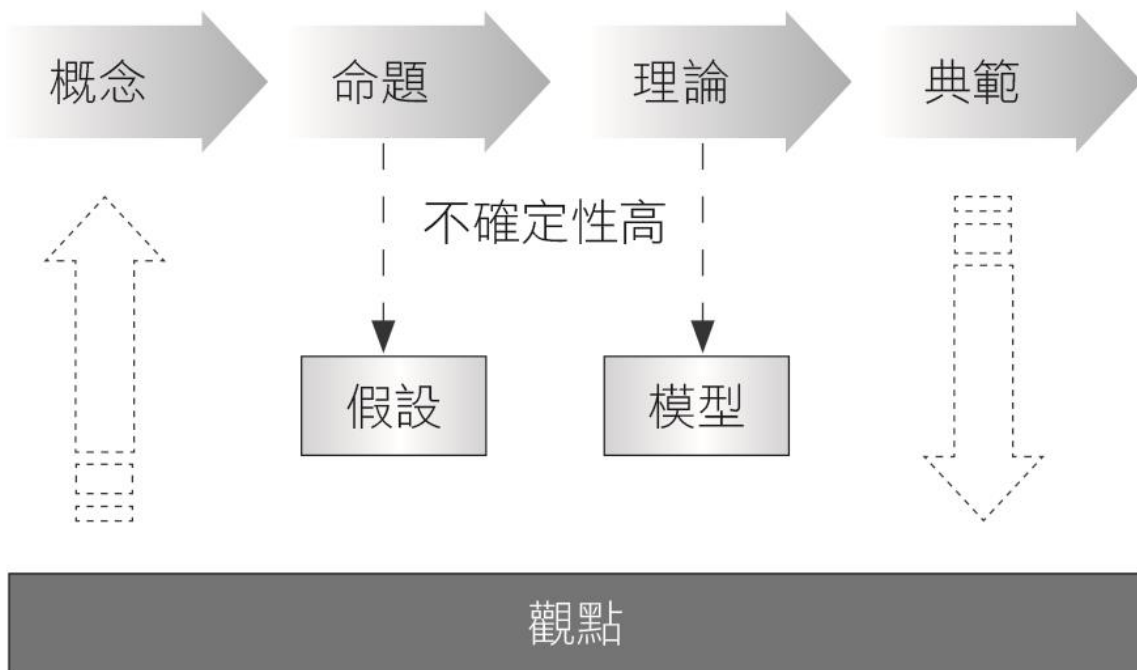 概念
命題
理論
典範
不確定性高
假設
模型
觀點